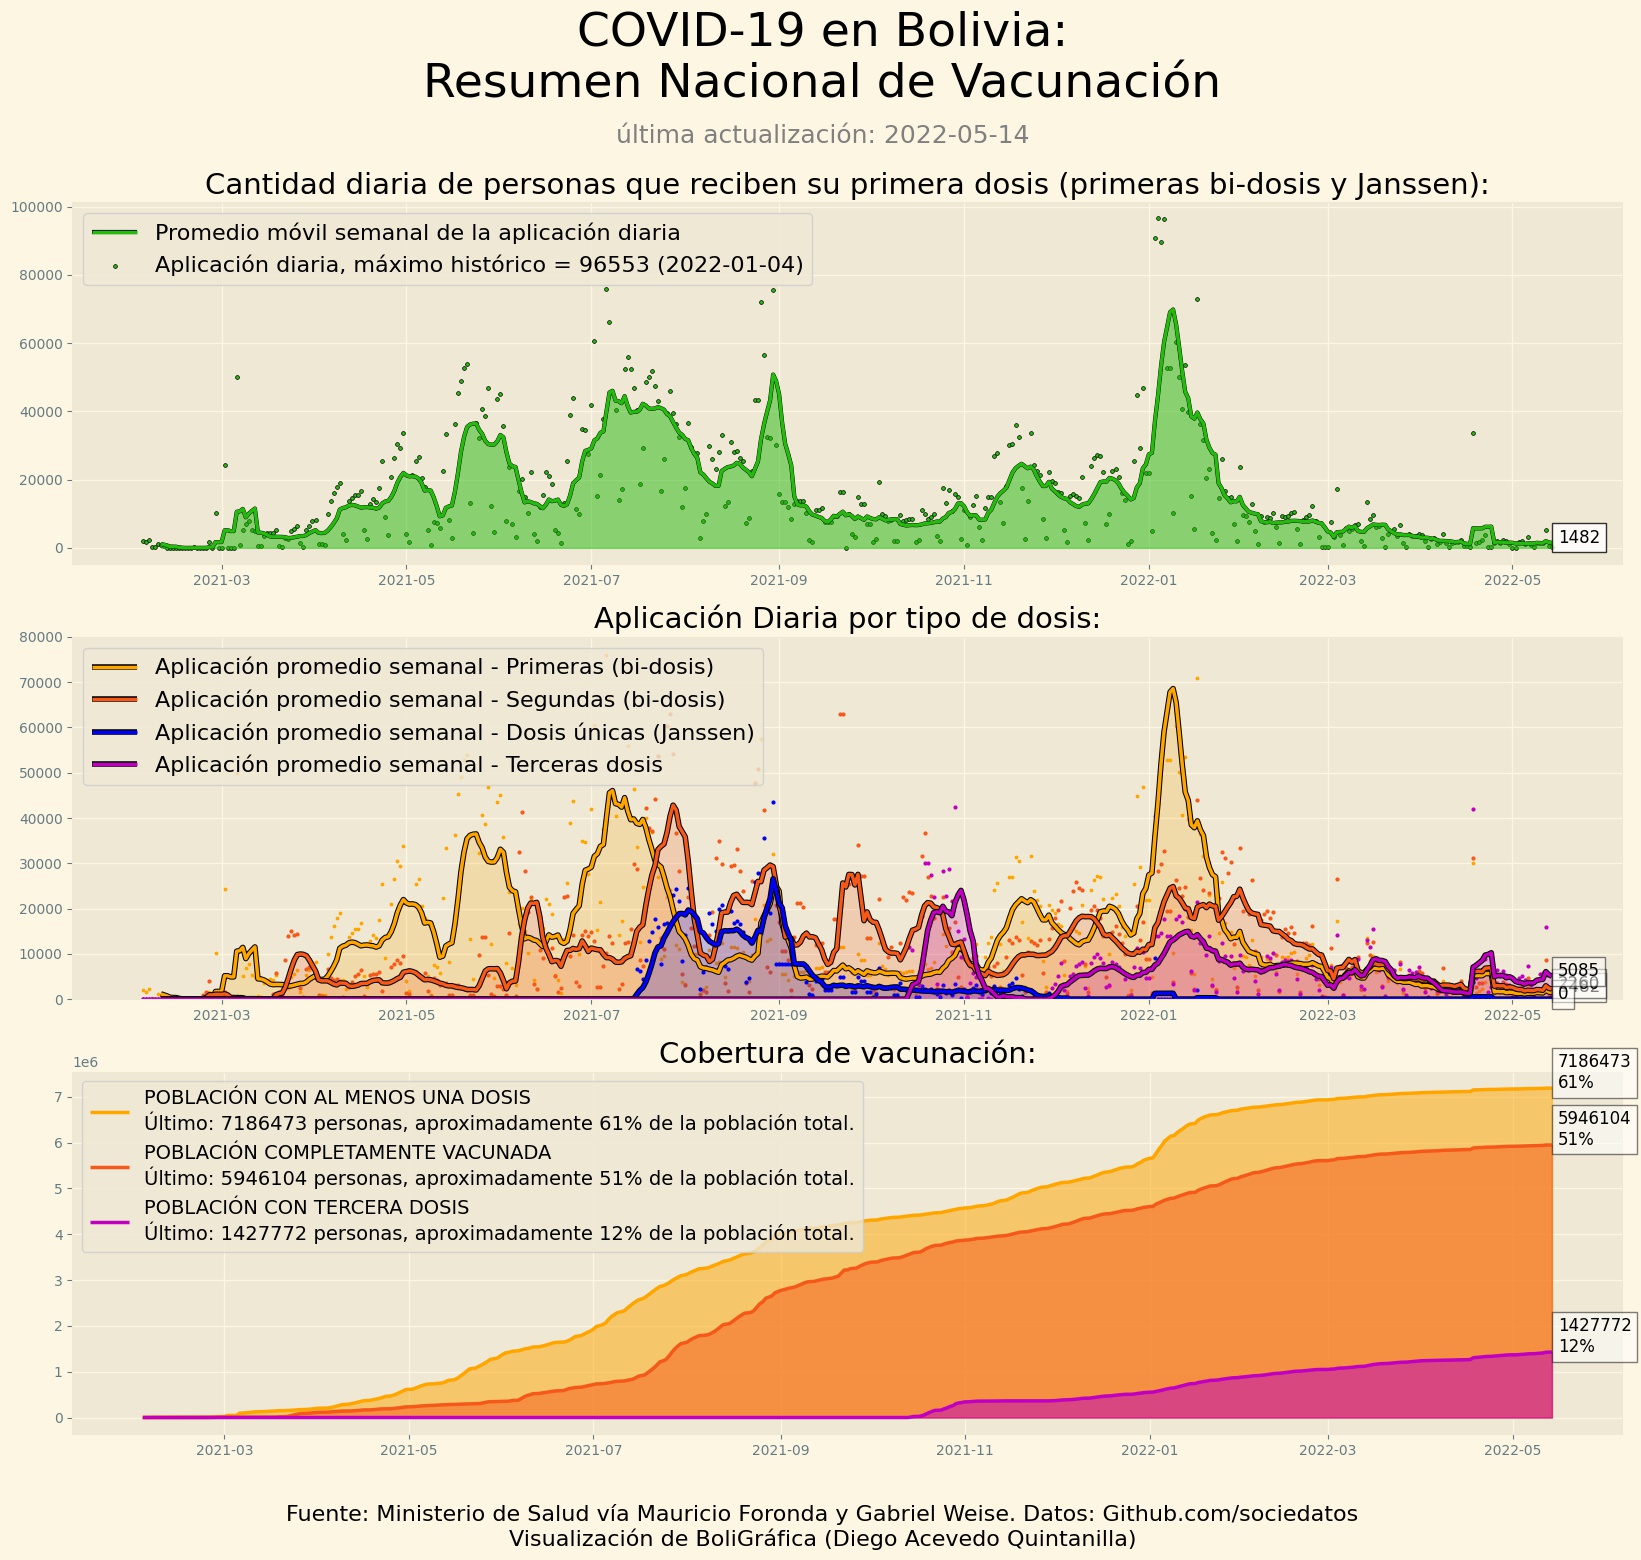 COVID-19 en Bolivia:
Resumen Nacional de Vacunación
última actualización: 2022-05-14
Cantidad diaria de personas que reciben su primera dosis (primeras bi-dosis y Janssen):
100000
80000
60000
40000
20000
0
Promedio móvil semanal de la aplicación diaria
Aplicación diaria, máximo histórico = 96553 (2022-01-04)
1482
2021-03 2021-05 2021-07 2021-09 2021-11 2022-01 2022-03 2022-05
Aplicación Diaria por tipo de dosis:
80000
70000
60000
50000
40000
30000
20000
10000
0
Aplicación promedio semanal - Primeras (bi-dosis)
Aplicación promedio semanal - Segundas (bi-dosis)
Aplicación promedio semanal - Dosis únicas (Janssen)
Aplicación promedio semanal - Terceras dosis
5085
0
2021-03 2021-05 2021-07 2021-09 2021-11 2022-01 2022-03 2022-05
Cobertura de vacunación:
1e6
7
6
5
4
3
2
1
0
POBLACIÓN CON AL MENOS UNA DOSIS
Último: 7186473 personas, aproximadamente 61% de la población total.
POBLACIÓN COMPLETAMENTE VACUNADA
Último: 5946104 personas, aproximadamente 51% de la población total.
POBLACIÓN CON TERCERA DOSIS
Último: 1427772 personas, aproximadamente 12% de la población total.
7186473
61%
5946104
51%
1427772
12%
2021-03 2021-05 2021-07 2021-09 2021-11 2022-01 2022-03 2022-05
Fuente: Ministerio de Salud vía Mauricio Foronda y Gabriel Weise. Datos: Github.com/sociedatos
Visualización de BoliGráfica (Diego Acevedo Quintanilla)